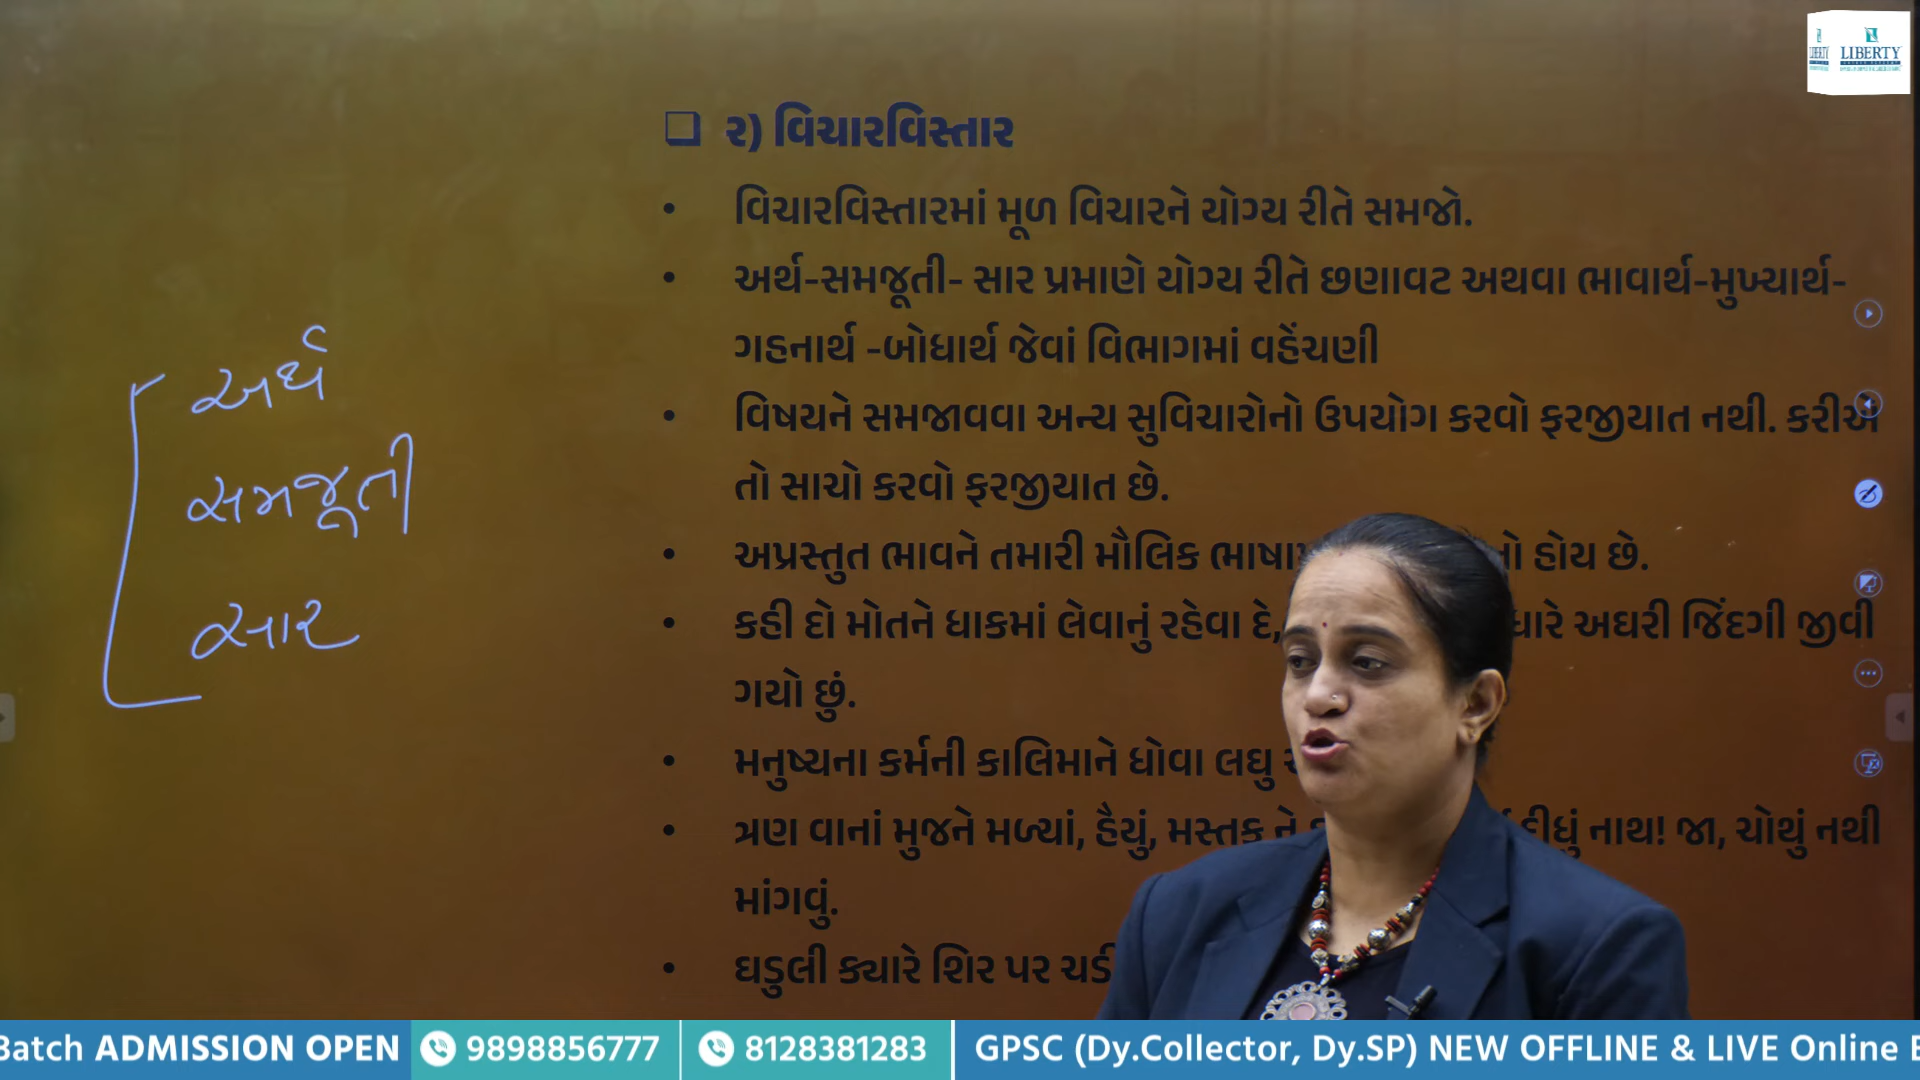 LIBERTY
❑ ૨) વિચારવિસ્તાર
• વિચારવિસ્તારમાં મૂળ વિચારને યોગ્ય રીતે સમજો.
• અર્થ-સમજૂતી- સાર પ્રમાણે યોગ્ય રીતે છણાવટ અથવા ભાવાર્થ-મુખ્યાર્થ-
ગહનાર્થ -બોધાર્થ જેવાં વિભાગમાં વહેંચણી
• વિષયને સમજાવવા અન્ય સુવિચારોનો ઉપયોગ કરવો ફરજીયાત નથી. કરીએ
તો સાચો કરવો ફરજીયાત છે.
• અપ્રસ્તુત ભાવને તમારી મૌલિક હોય છે.
• કહી દો મોતને ધાકમાં લેવાનું રહેવા દે, અઘરી જિંદગી જીવી
ગયો છું.
• મનુષ્યના કર્મની કાલિમાને ધોવા લઘુ
• ત્રણ વાનાં મુજને મળ્યાં, હૈયું, મસ્તક ને દીધું નાથ! જા, ચોથું નથી
માંગવું.
• ઘડુલી ક્યારે શિર પર
અર્થ
સમજૂતી
સાર
Batch ADMISSION OPEN 9898856777 8128381283 GPSC (Dy.Collector, Dy.SP) NEW OFFLINE & LIVE Online